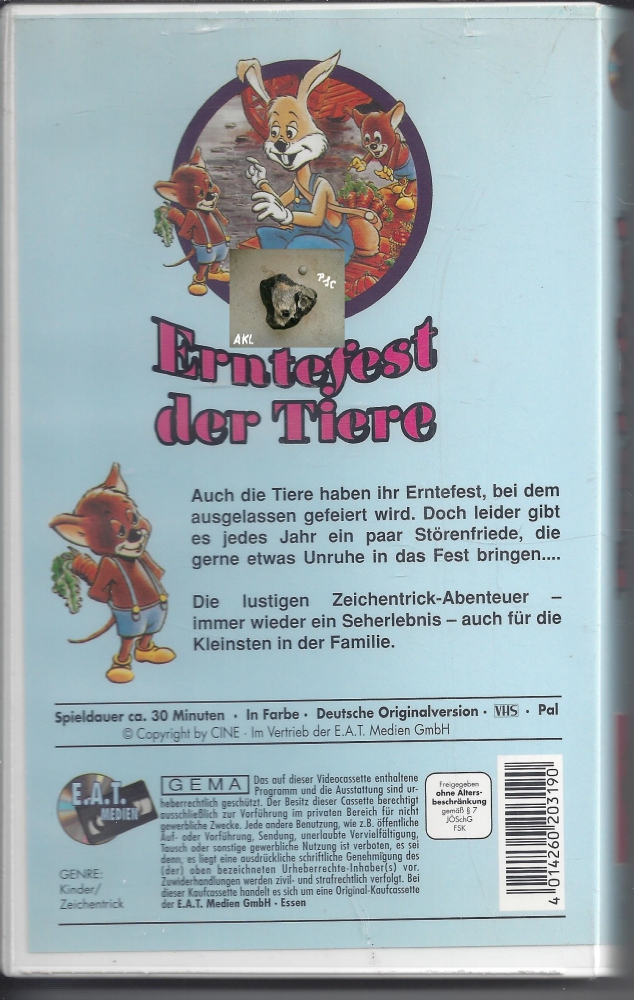 PSC
AKL
Erntefest
der Tiere
Auch die Tiere haben ihr Erntefest, bei dem
ausgelassen gefeiert wird. Doch leider gibt
es jedes Jahr ein paar Störenfriede, die
gerne etwas Unruhe in das Fest bringen....
Die lustigen Zeichentrick-Abenteuer –
immer wieder ein Seherlebnis – auch für die
Kleinsten in der Familie.
Spieldauer ca. 30 Minuten · In Farbe · Deutsche Originalversion · VHS · Pal
© Copyright by CINE · Im Vertrieb der E.A.T. Medien GmbH
E.A.T.
MEDIEN
GENRE:
Kinder/
Zeichentrick
GEMA Das auf dieser Videocassette enthaltene
Programm und die Ausstattung sind ur-
heberrechtlich geschützt. Der Besitz dieser Cassette berechtigt
ausschließlich zur Vorführung im privaten Bereich für nicht
gewerbliche Zwecke. Jede andere Benutzung, wie z.B. öffentliche
Auf- oder Vorführung, Sendung, unerlaubte Vervielfältigung,
Tausch oder sonstige gewerbliche Nutzung ist verboten, es sei
denn, es liegt eine ausdrückliche schriftliche Genehmigung des
(der) oben bezeichneten Urheberrechte-Inhaber(s) vor.
Zuwiderhandlungen werden zivil- und strafrechtlich verfolgt. Bei
dieser Kaufcassette handelt es sich um eine Original-Kaufcassette
der E.A.T. Medien GmbH · Essen
Freigegeben
ohne Alters-
beschränkung
gemäß § 7
JÖSchG
FSK
4 014260 203190